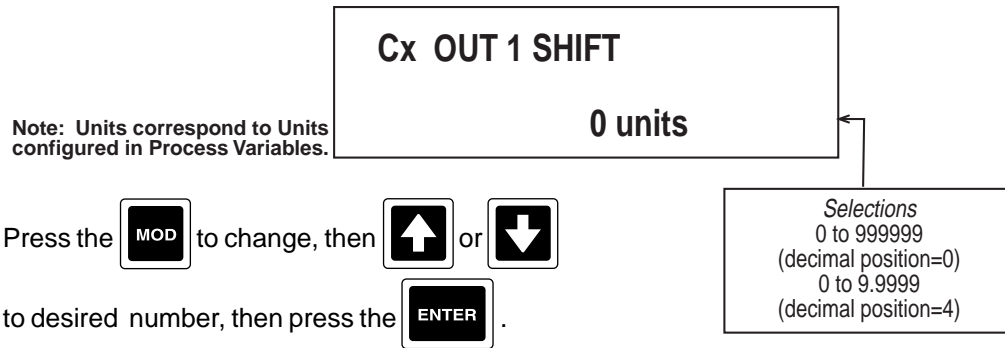 Cx OUT 1 SHIFT
0 units
Note: Units correspond to Units
configured in Process Variables.
Selections
0 to 999999
(decimal position=0)
0 to 9.9999
(decimal position=4)
Press the MOD to change, then or
to desired number, then press the ENTER .